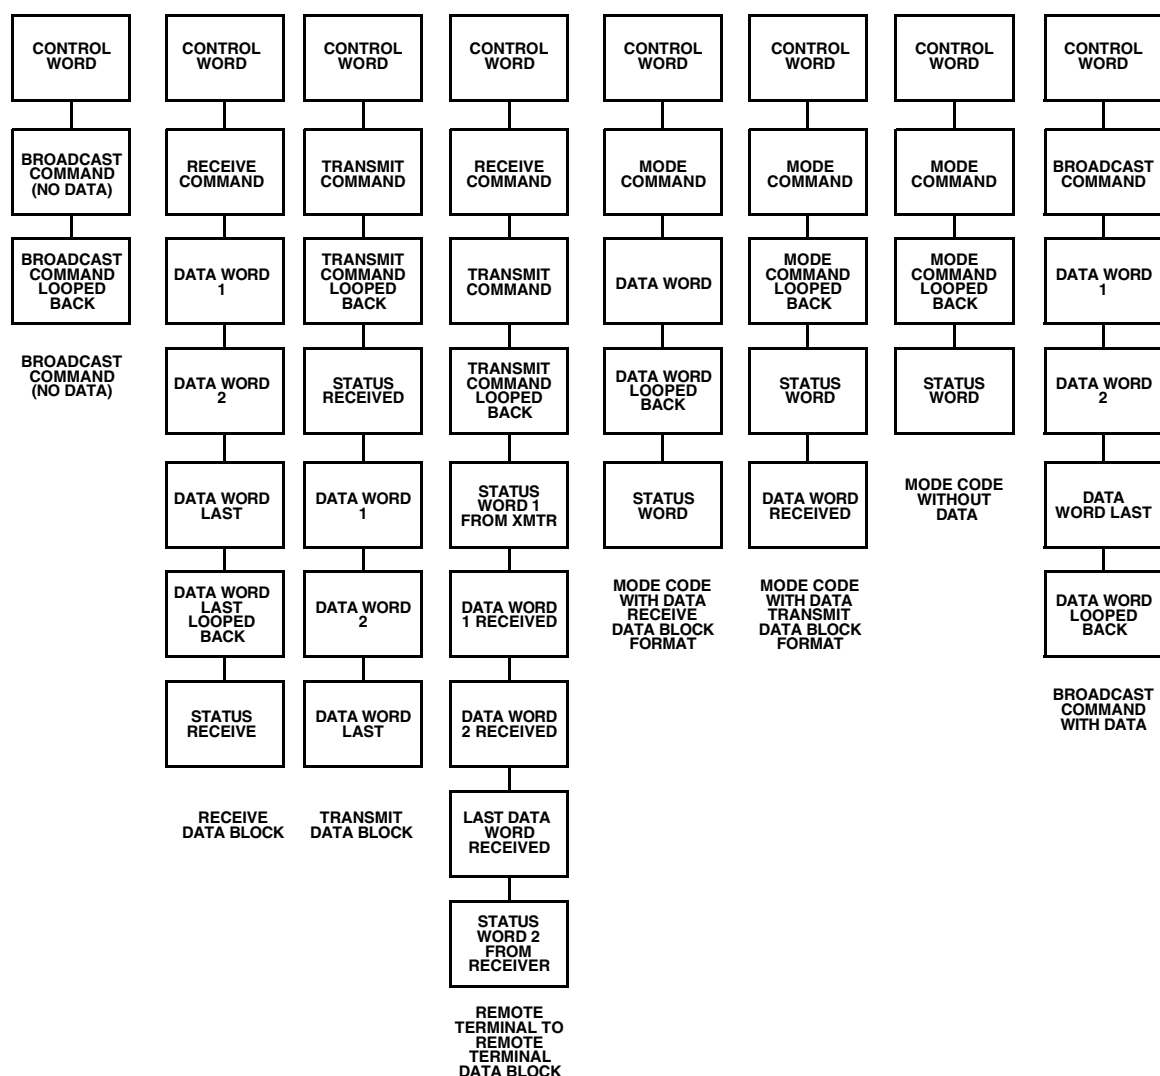 CONTROL
WORD
BROADCAST
COMMAND
(NO DATA)
BROADCAST
COMMAND
LOOPED
BACK
BROADCAST
COMMAND
(NO DATA)
CONTROL
WORD
RECEIVE
COMMAND
DATA WORD
1
DATA WORD
2
DATA WORD
LAST
DATA WORD
LAST
LOOPED
BACK
STATUS
RECEIVE
RECEIVE
DATA BLOCK
CONTROL
WORD
TRANSMIT
COMMAND
TRANSMIT
COMMAND
LOOPED
BACK
STATUS
RECEIVED
DATA WORD
1
DATA WORD
2
DATA WORD
LAST
TRANSMIT
DATA BLOCK
CONTROL
WORD
RECEIVE
COMMAND
TRANSMIT
COMMAND
TRANSMIT
COMMAND
LOOPED
BACK
STATUS
WORD 1
FROM XMTR
DATA WORD
1 RECEIVED
DATA WORD
2 RECEIVED
LAST DATA
WORD
RECEIVED
STATUS
WORD 2
FROM
RECEIVER
REMOTE
TERMINAL TO
REMOTE
TERMINAL
DATA BLOCK
CONTROL
WORD
MODE
COMMAND
DATA WORD
DATA WORD
LOOPED
BACK
STATUS
WORD
MODE CODE
WITH DATA
RECEIVE
DATA BLOCK
FORMAT
CONTROL
WORD
MODE
COMMAND
MODE
COMMAND
LOOPED
BACK
STATUS
WORD
DATA WORD
RECEIVED
MODE CODE
WITH DATA
TRANSMIT
DATA BLOCK
FORMAT
CONTROL
WORD
MODE
COMMAND
MODE
COMMAND
LOOPED
BACK
STATUS
WORD
MODE CODE
WITHOUT
DATA
CONTROL
WORD
BROADCAST
COMMAND
DATA WORD
1
DATA WORD
2
DATA
WORD LAST
DATA WORD
LOOPED
BACK
BROADCAST
COMMAND
WITH DATA